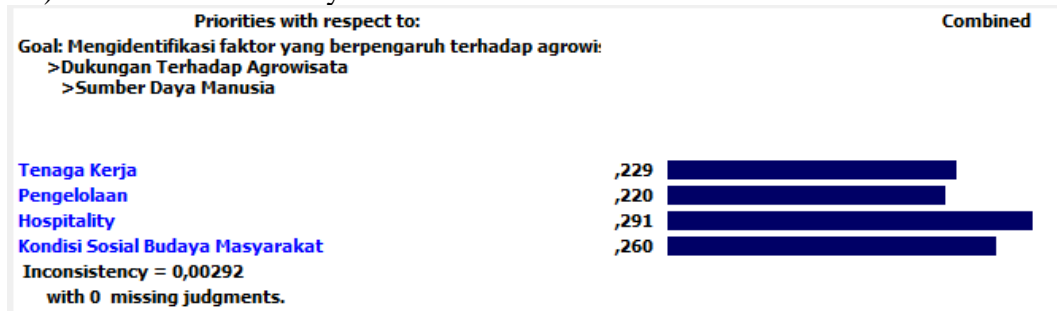 Priorities with respect to: Combined
Goal: Mengidentifikasi faktor yang berpengaruh terhadap
>Dukungan Terhadap Agrowisata
>Sumber Daya Manusia
Tenaga Kerja ,229
Pengelolaan ,220
Hospitality ,291
Kondisi Sosial Budaya Masyarakat ,260
Inconsistency = 0,00292
with 0 missing judgments.